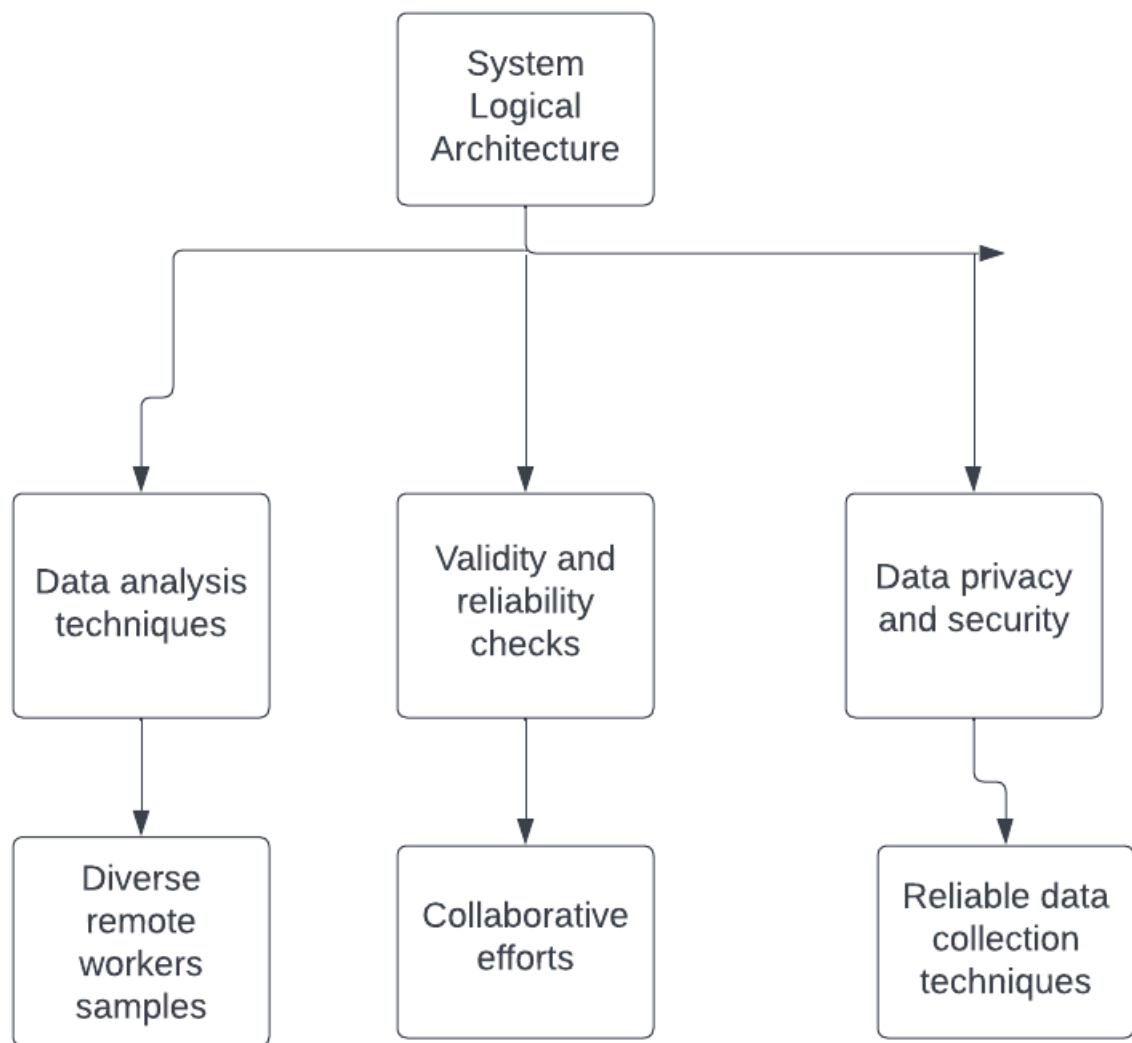 System
Logical
Architecture
Data analysis
techniques
Validity and
reliability
checks
Data privacy
and security
Diverse
remote
workers
samples
Collaborative
efforts
Reliable data
collection
techniques